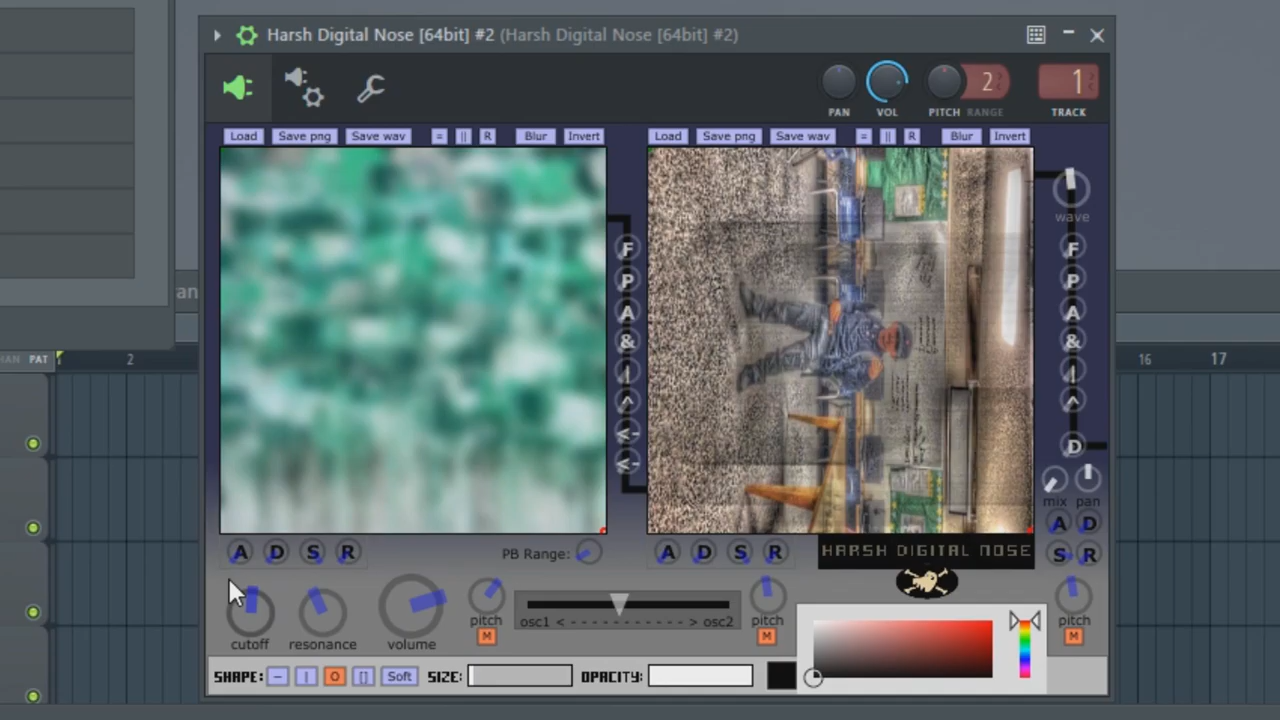 Harsh Digital Nose [64bit] #2 (Harsh Digital Nose [64bit] #2)
2
1
PAN VOL PITCH RANGE TRACK
Load Save png Save wav = || R Blur Invert
Load Save png Save wav = || R Blur Invert
wave
F
P
A
&
|
^
<-
<-
F
P
A
&
|
^
D
mix pan
A D
S R
A D S R
PB Range:
A D S R
HARSH DIGITAL NOSE
cutoff
resonance
volume
pitch
M
osc1 < - - - - - - - - - - - > osc2
pitch
M
pitch
M
SHAPE: – | O [] Soft SIZE: OPACITY:
PAT
2
16
17